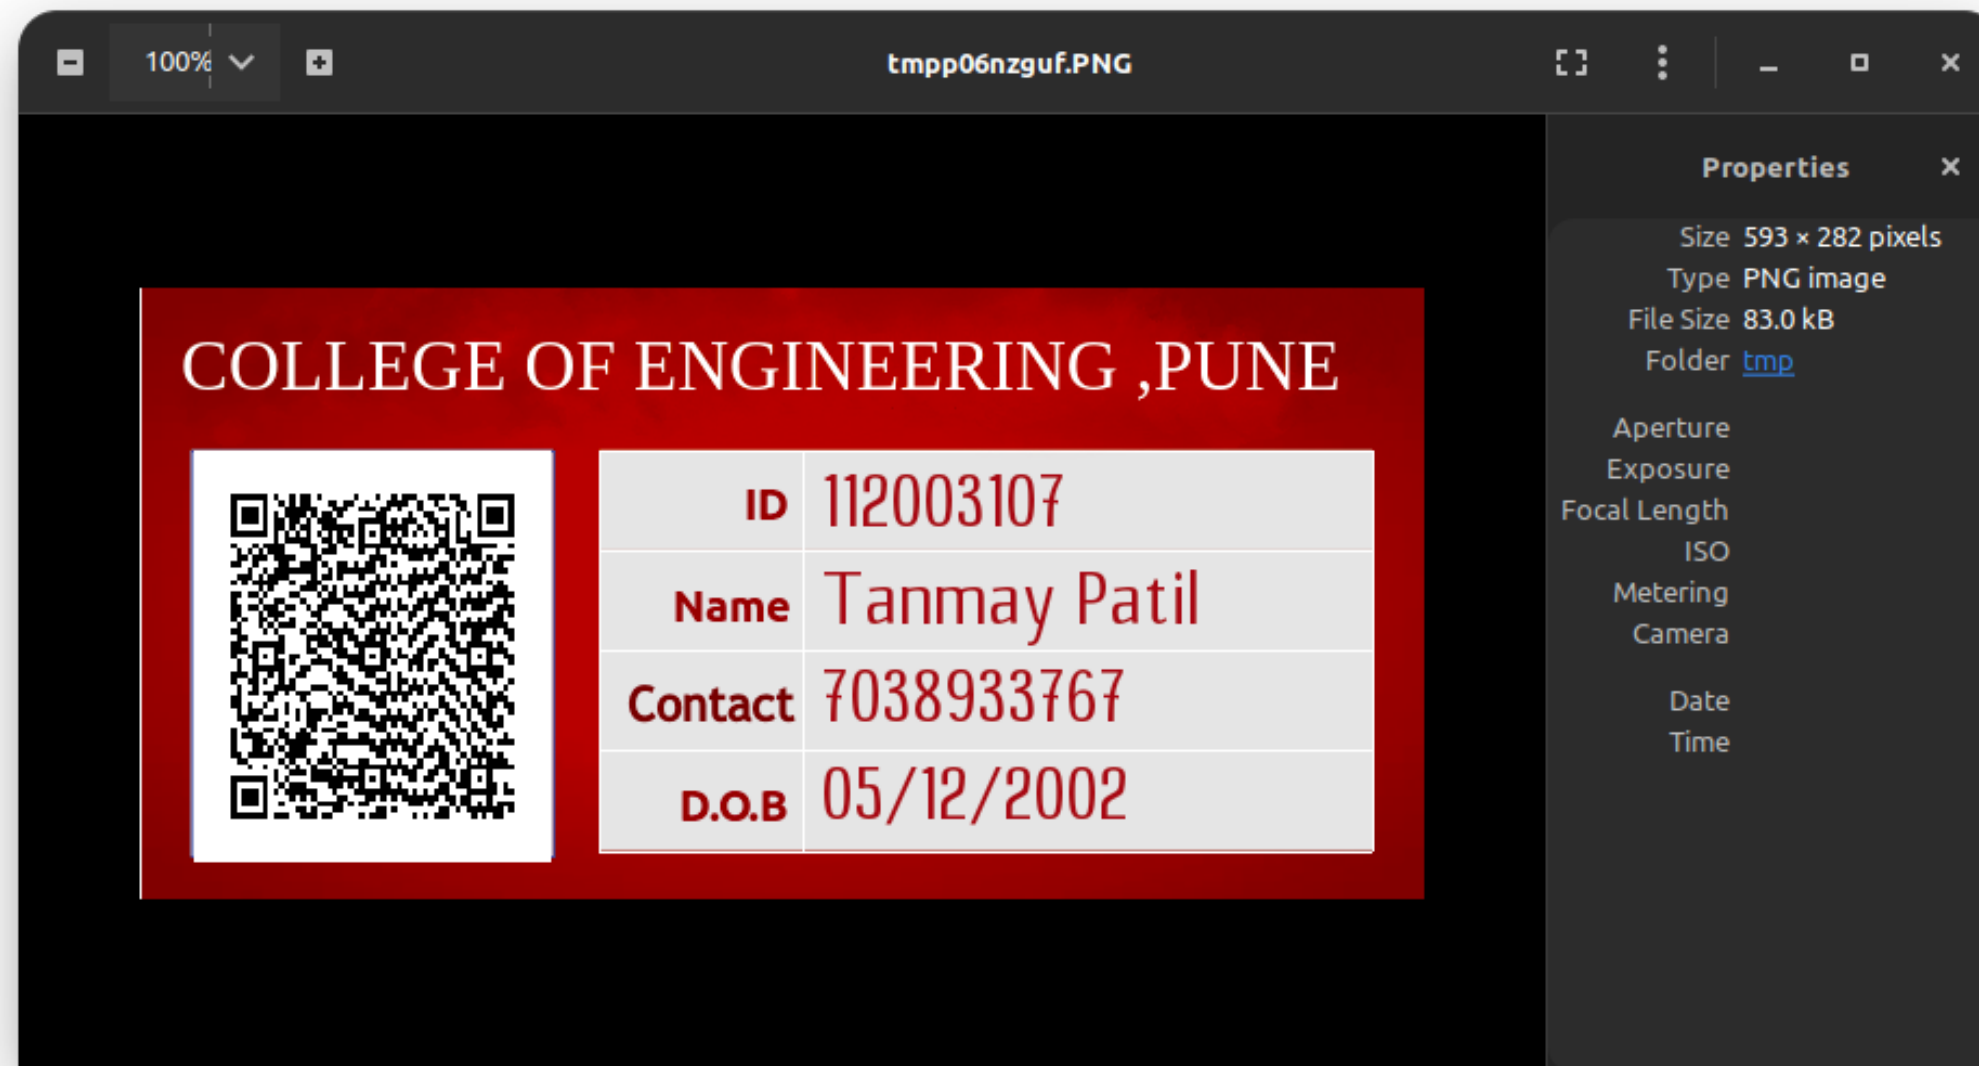 100%
tmpp06nzguf.PNG
Properties
Size 593 × 282 pixels
Type PNG image
File Size 83.0 kB
Folder tmp
Aperture
Exposure
Focal Length
ISO
Metering
Camera
Date
Time
COLLEGE OF ENGINEERING ,PUNE
ID 112003107
Name Tanmay Patil
Contact 7038933767
D.O.B 05/12/2002